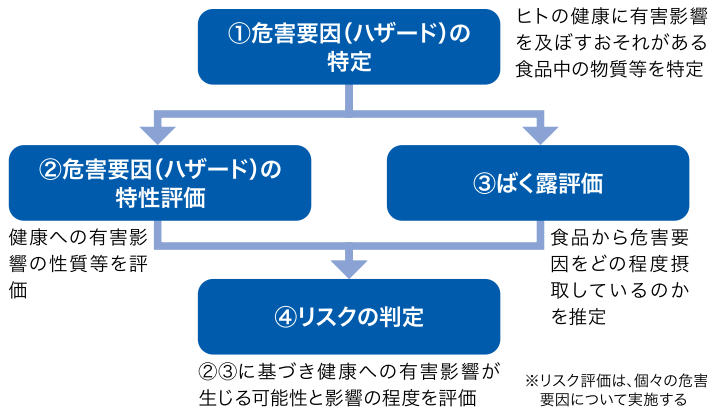 ①危害要因(ハザード)の
特定
ヒトの健康に有害影響
を及ぼすおそれがある
食品中の物質等を特定
②危害要因(ハザード)の
特性評価
③ばく露評価
健康への有害影
響の性質等を評
価
食品から危害要
因をどの程度摂
取しているのか
を推定
④リスクの判定
②③に基づき健康への有害影響が
生じる可能性と影響の程度を評価
※リスク評価は、個々の危害
要因について実施する